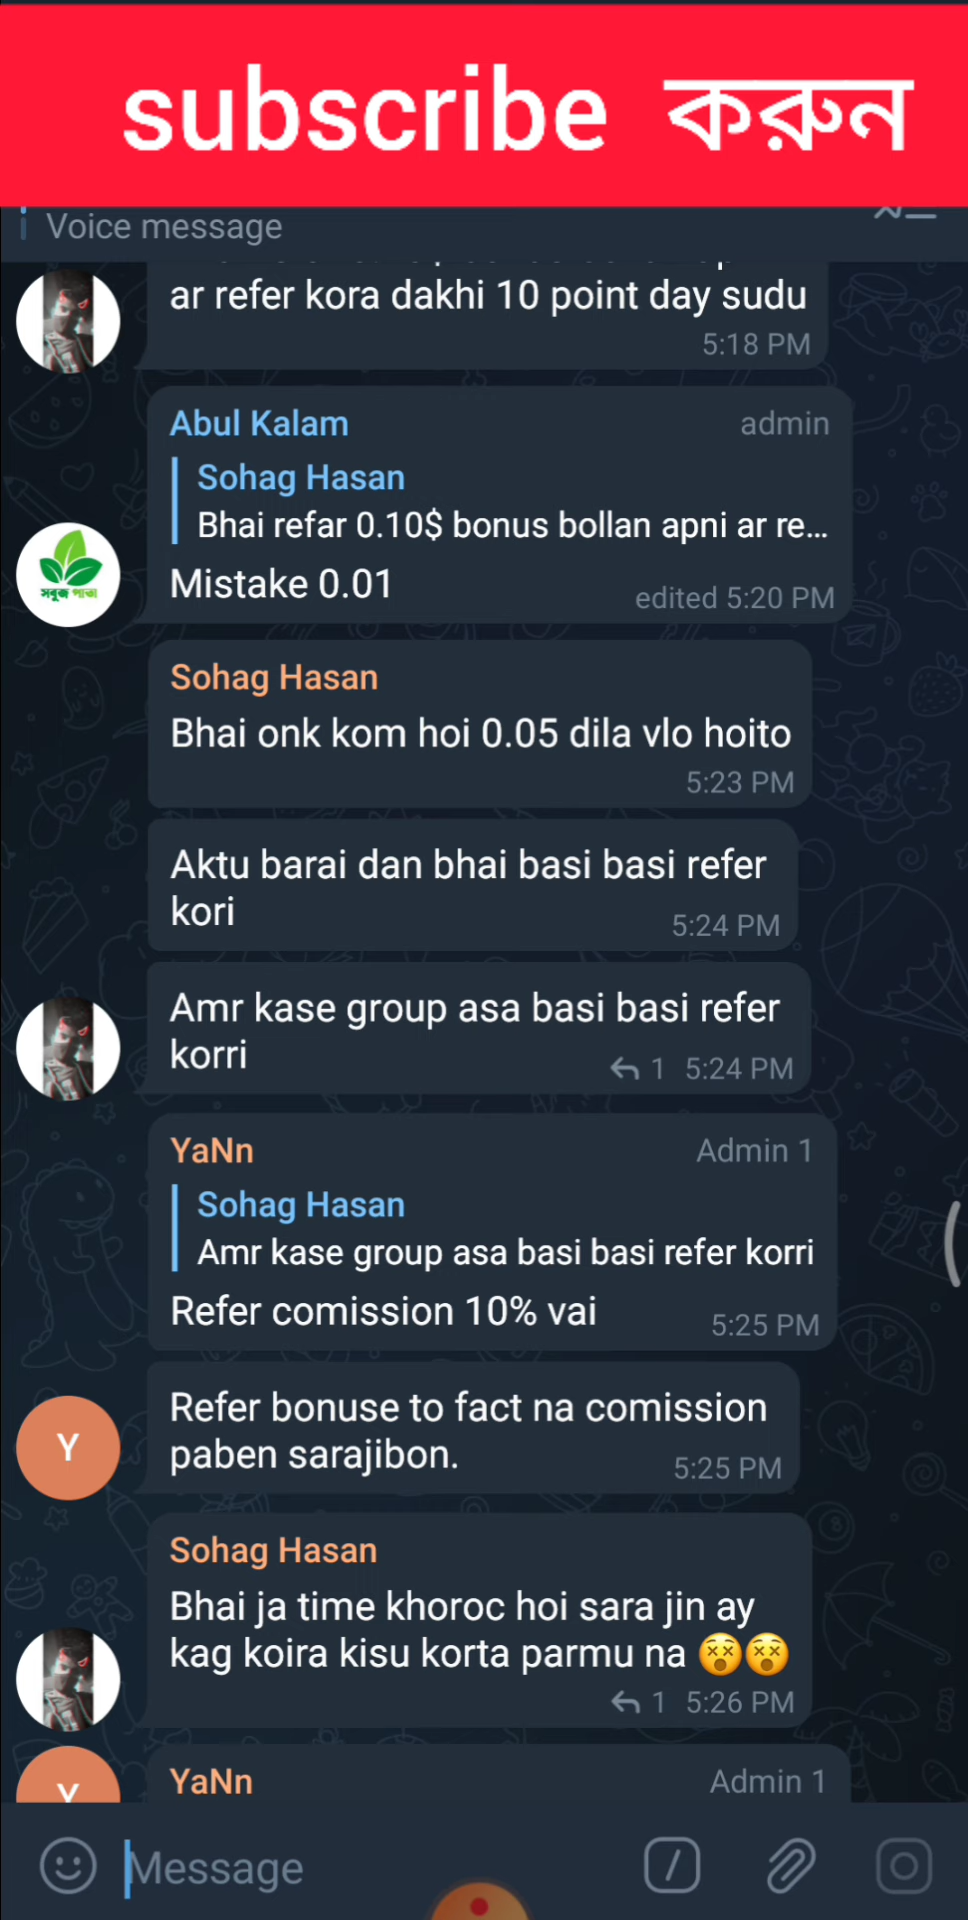 subscribe করুন
Voice message
ar refer kora dakhi 10 point day sudu
5:18 PM
Abul Kalam admin
Sohag Hasan
Bhai refar 0.10$ bonus bollan apni ar re...
Mistake 0.01
edited 5:20 PM
সবুজ পাতা
Sohag Hasan
Bhai onk kom hoi 0.05 dila vlo hoito
5:23 PM
Aktu barai dan bhai basi basi refer
kori
5:24 PM
Amr kase group asa basi basi refer
korri
1 5:24 PM
YaNn Admin 1
Sohag Hasan
Amr kase group asa basi basi refer korri
Refer comission 10% vai
5:25 PM
Refer bonuse to fact na comission
paben sarajibon.
5:25 PM
Y
Sohag Hasan
Bhai ja time khoroc hoi sara jin ay
kag koira kisu korta parmu na 😵😵
1 5:26 PM
Y
YaNn Admin 1
Message